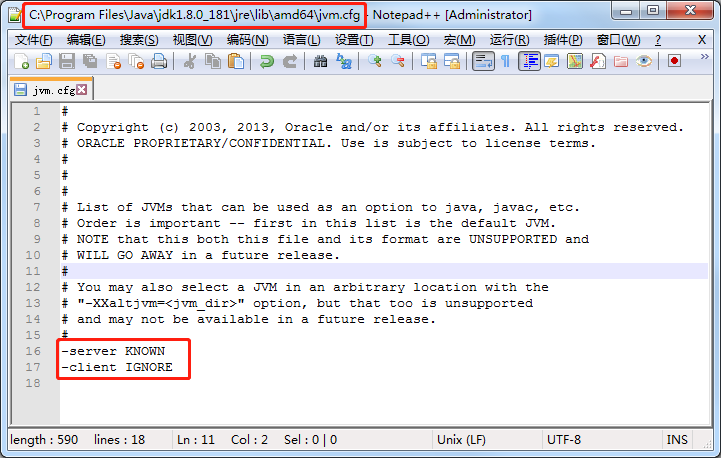 C:\Program Files\Java\jdk1.8.0_181\jre\lib\amd64\jvm.cfg - Notepad++ [Administrator]
文件(F) 编辑(E) 搜索(S) 视图(V) 编码(N) 语言(L) 设置(T) 工具(O) 宏(M) 运行(R) 插件(P) 窗口(W) ? X
jvm.cfg
1 #
2 # Copyright (c) 2003, 2013, Oracle and/or its affiliates. All rights reserved.
3 # ORACLE PROPRIETARY/CONFIDENTIAL. Use is subject to license terms.
4 #
5 #
6 #
7 # List of JVMs that can be used as an option to java, javac, etc.
8 # Order is important -- first in this list is the default JVM.
9 # NOTE that this both this file and its format are UNSUPPORTED and
10 # WILL GO AWAY in a future release.
11 #
12 # You may also select a JVM in an arbitrary location with the
13 # "-XXaltjvm=<jvm_dir>" option, but that too is unsupported
14 # and may not be available in a future release.
15 #
16 -server KNOWN
17 -client IGNORE
18
length : 590 lines : 18 Ln : 11 Col : 2 Sel : 0 | 0 Unix (LF) UTF-8 INS